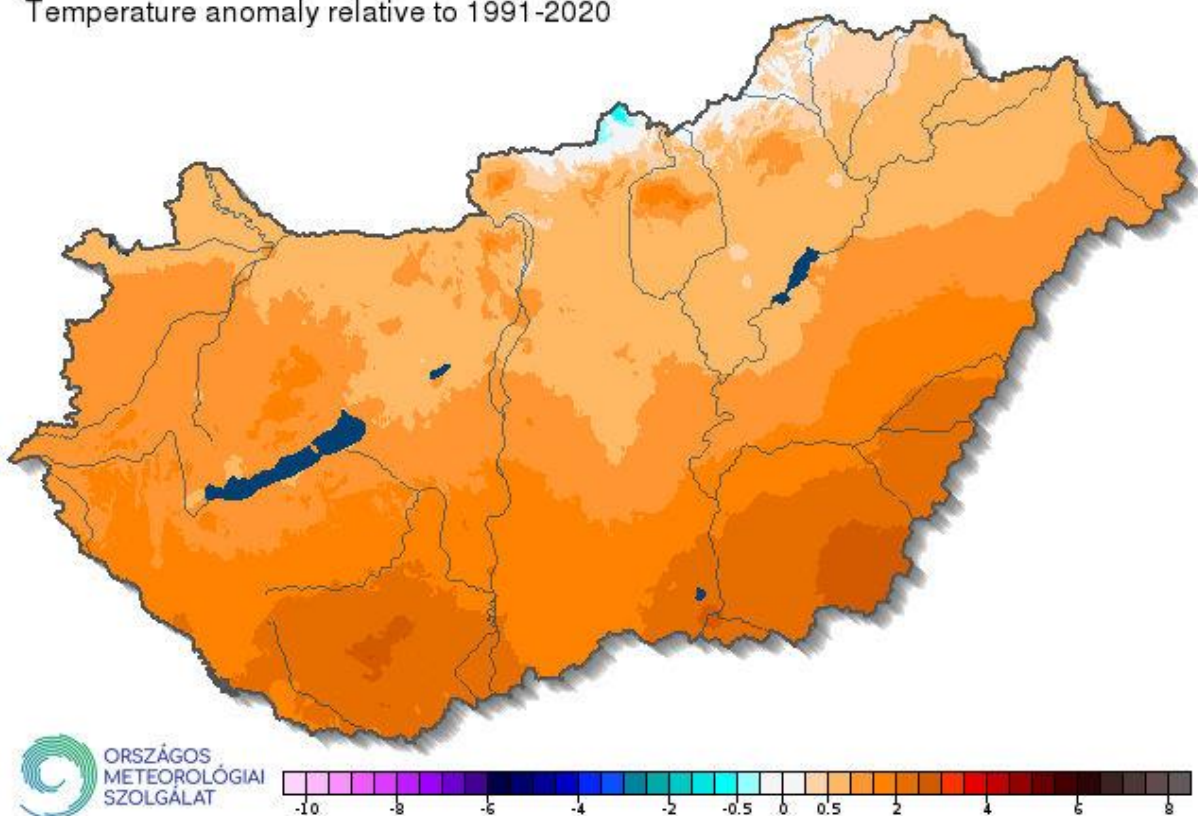 Temperature anomaly relative to 1991-2020
ORSZÁGOS
METEOROLÓGIAI
SZOLGÁLAT
-10 -8 -6 -4 -2 -0.5 0 0.5 2 4 6 8